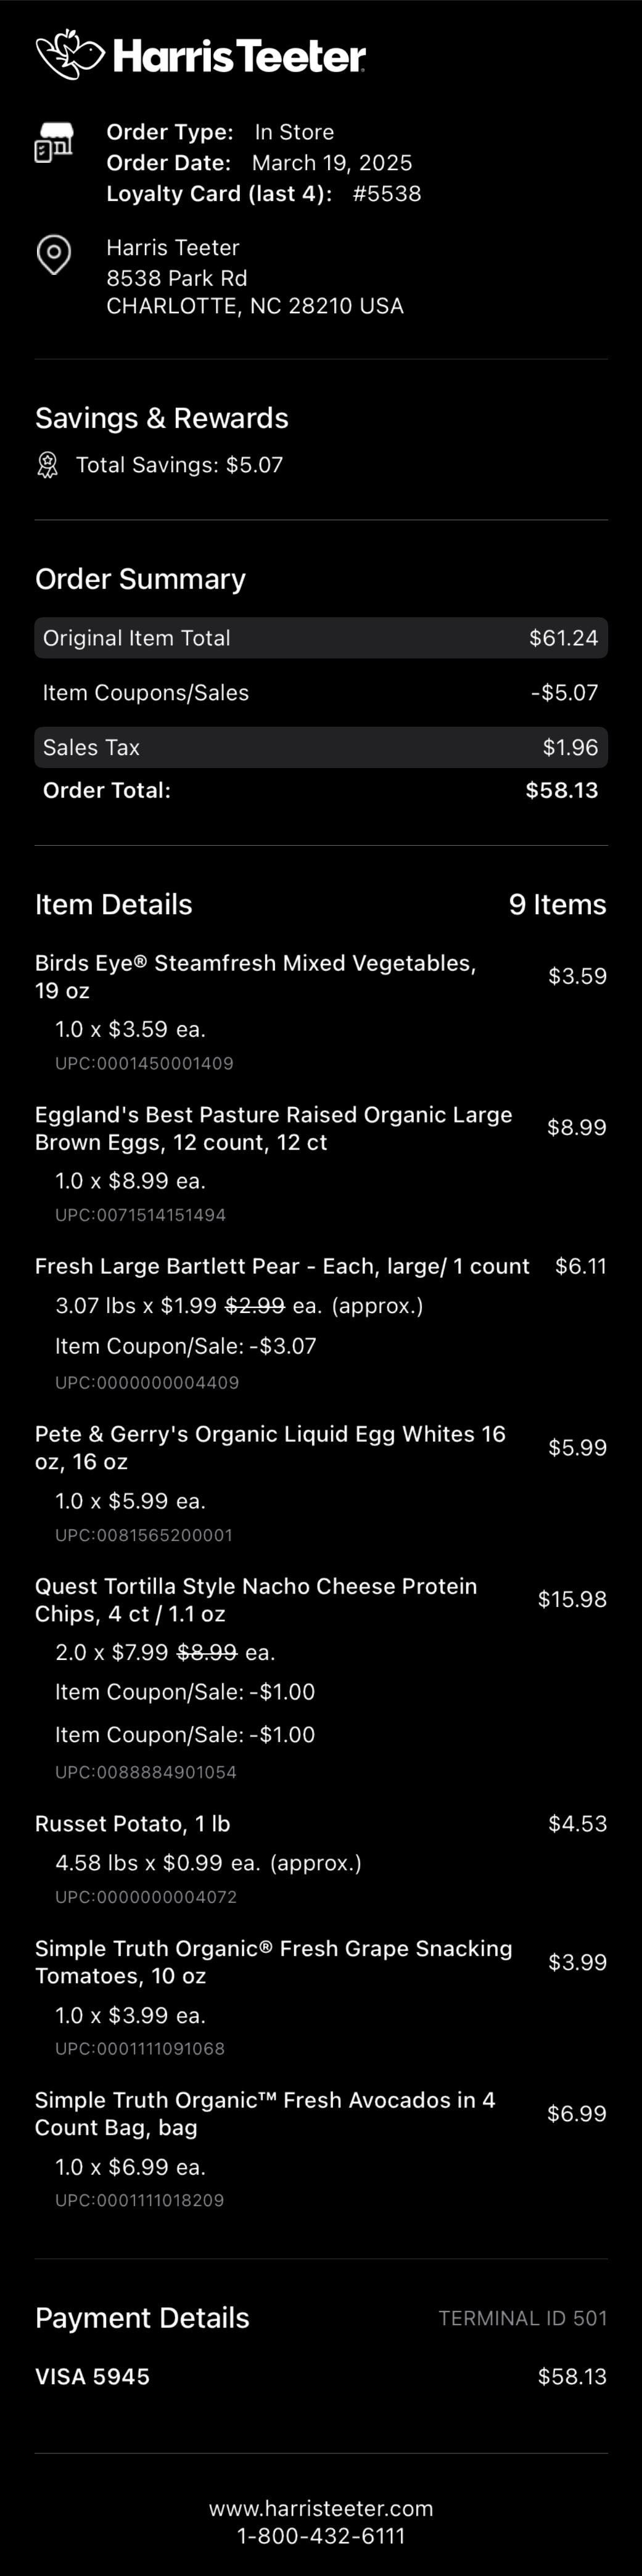 Harris Teeter
Order Type: In Store
Order Date: March 19, 2025
Loyalty Card (last 4): #5538
Harris Teeter
8538 Park Rd
CHARLOTTE, NC 28210 USA
Savings & Rewards
Total Savings: $5.07
Order Summary
Original Item Total $61.24
Item Coupons/Sales -$5.07
Sales Tax $1.96
Order Total: $58.13
Item Details 9 Items
Birds Eye® Steamfresh Mixed Vegetables, $3.59
19 oz
1.0 x $3.59 ea.
UPC:0001450001409
Eggland's Best Pasture Raised Organic Large $8.99
Brown Eggs, 12 count, 12 ct
1.0 x $8.99 ea.
UPC:0071514151494
Fresh Large Bartlett Pear - Each, large/ 1 count $6.11
3.07 lbs x $1.99 $2.99 ea. (approx.)
Item Coupon/Sale: -$3.07
UPC:0000000004409
Pete & Gerry's Organic Liquid Egg Whites 16 $5.99
oz, 16 oz
1.0 x $5.99 ea.
UPC:0081565200001
Quest Tortilla Style Nacho Cheese Protein $15.98
Chips, 4 ct / 1.1 oz
2.0 x $7.99 $8.99 ea.
Item Coupon/Sale: -$1.00
Item Coupon/Sale: -$1.00
UPC:0088884901054
Russet Potato, 1 lb $4.53
4.58 lbs x $0.99 ea. (approx.)
UPC:0000000004072
Simple Truth Organic® Fresh Grape Snacking $3.99
Tomatoes, 10 oz
1.0 x $3.99 ea.
UPC:0001111091068
Simple Truth Organic™ Fresh Avocados in 4 $6.99
Count Bag, bag
1.0 x $6.99 ea.
UPC:0001111018209
Payment Details TERMINAL ID 501
VISA 5945 $58.13
www.harristeeter.com
1-800-432-6111